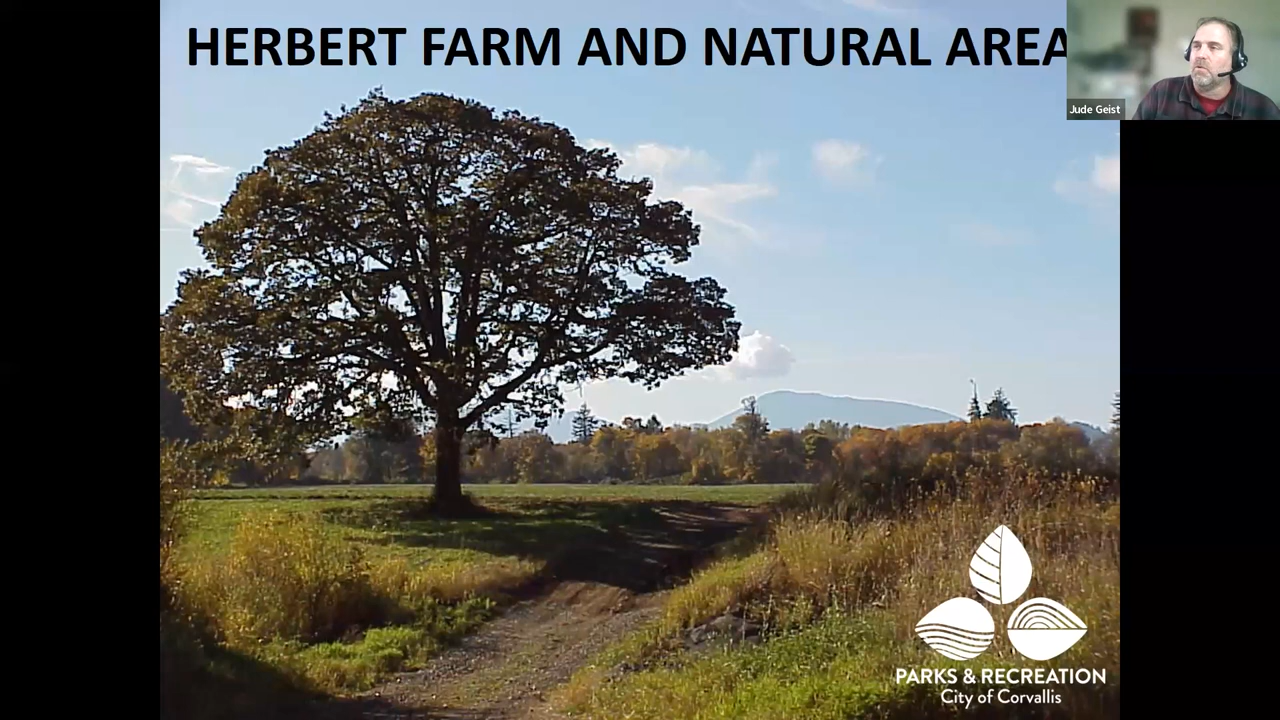 HERBERT FARM AND NATURAL AREA
Jude Geist
PARKS & RECREATION
City of Corvallis